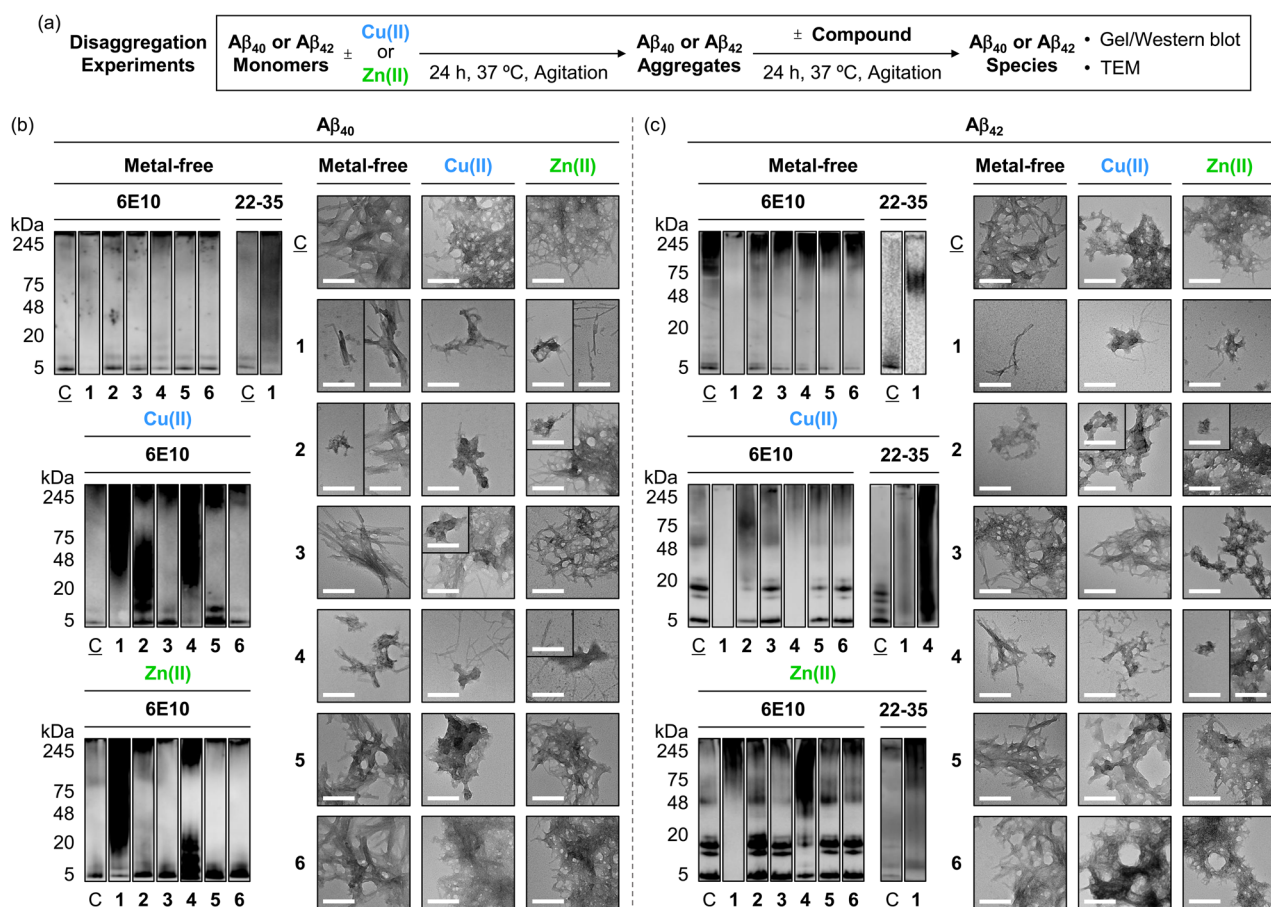 (a)
Disaggregation
Experiments
Aβ40 or Aβ42
Monomers
±
Cu(II)
or
Zn(II)
24 h, 37 ºC, Agitation
Aβ40 or Aβ42
Aggregates
± Compound
24 h, 37 ºC, Agitation
Aβ40 or Aβ42
Species
• Gel/Western blot
• TEM
(b)
Aβ40
Metal-free
6E10 22-35
kDa
245
75
48
20
5
C 1 2 3 4 5 6 C 1
Cu(II)
6E10
kDa
245
75
48
20
5
C 1 2 3 4 5 6
Zn(II)
6E10
kDa
245
75
48
20
5
C 1 2 3 4 5 6
Metal-free Cu(II) Zn(II)
C
1
2
3
4
5
6
(c)
Aβ42
Metal-free
6E10 22-35
kDa
245
75
48
20
5
C 1 2 3 4 5 6 C 1
Cu(II)
6E10 22-35
kDa
245
75
48
20
5
C 1 2 3 4 5 6 C 1 4
Zn(II)
6E10 22-35
kDa
245
75
48
20
5
C 1 2 3 4 5 6 C 1
Metal-free Cu(II) Zn(II)
C
1
2
3
4
5
6